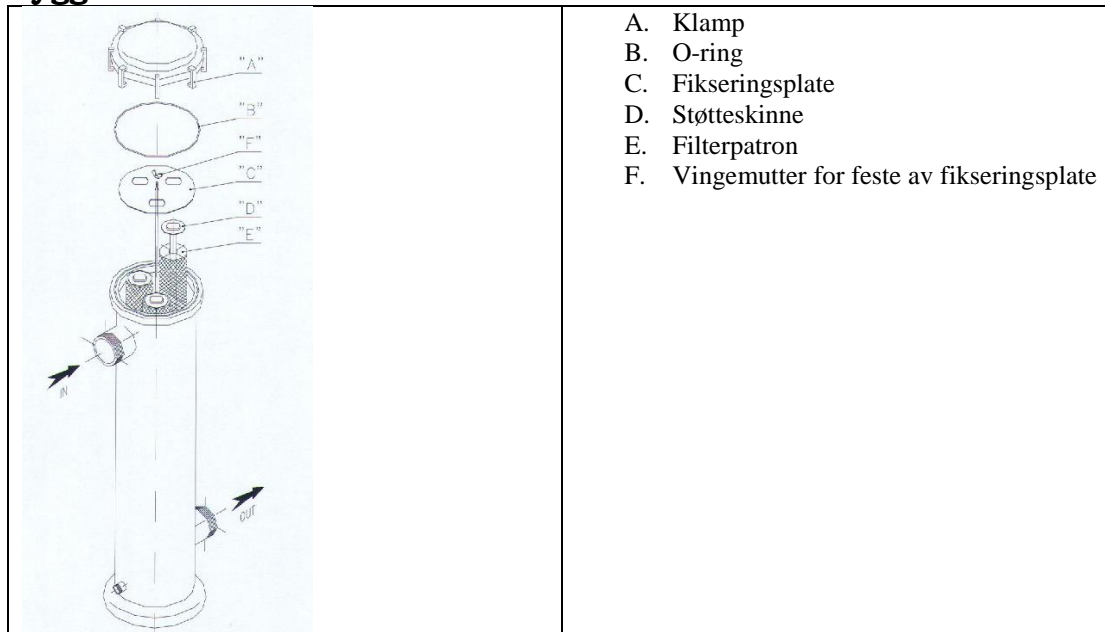 "A"
"B"
"F"
"C"
"D"
"E"
IN
OUT
A. Klamp
B. O-ring
C. Fikseringsplate
D. Støtteskinne
E. Filterpatron
F. Vingemutter for feste av fikseringsplate